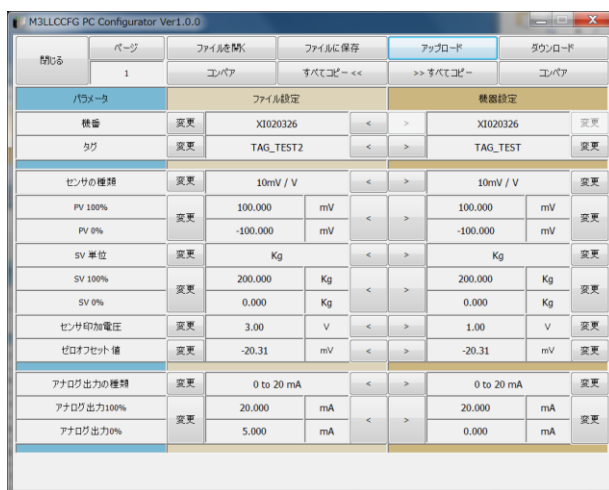 M3LLCCFG PC Configurator Ver1.0.0
閉じる ページ ファイルを開く ファイルに保存 アップロード ダウンロード
1 コンペア すべてコピー << >> すべてコピー コンペア
パラメータ ファイル設定 機器設定
機番 変更 XI020326 < > XI020326 変更
タグ 変更 TAG_TEST2 < > TAG_TEST 変更
センサの種類 変更 10mV / V < > 10mV / V 変更
PV 100% 変更 100.000 mV < > 100.000 mV 変更
PV 0% -100.000 mV -100.000 mV
SV 単位 変更 Kg < > Kg 変更
SV 100% 変更 200.000 Kg < > 200.000 Kg 変更
SV 0% 0.000 Kg 0.000 Kg
センサ印加電圧 変更 3.00 V < > 1.00 V 変更
ゼロオフセット値 変更 -20.31 mV < > -20.31 mV 変更
アナログ出力の種類 変更 0 to 20 mA < > 0 to 20 mA 変更
アナログ出力100% 変更 20.000 mA < > 20.000 mA 変更
アナログ出力0% 5.000 mA 0.000 mA